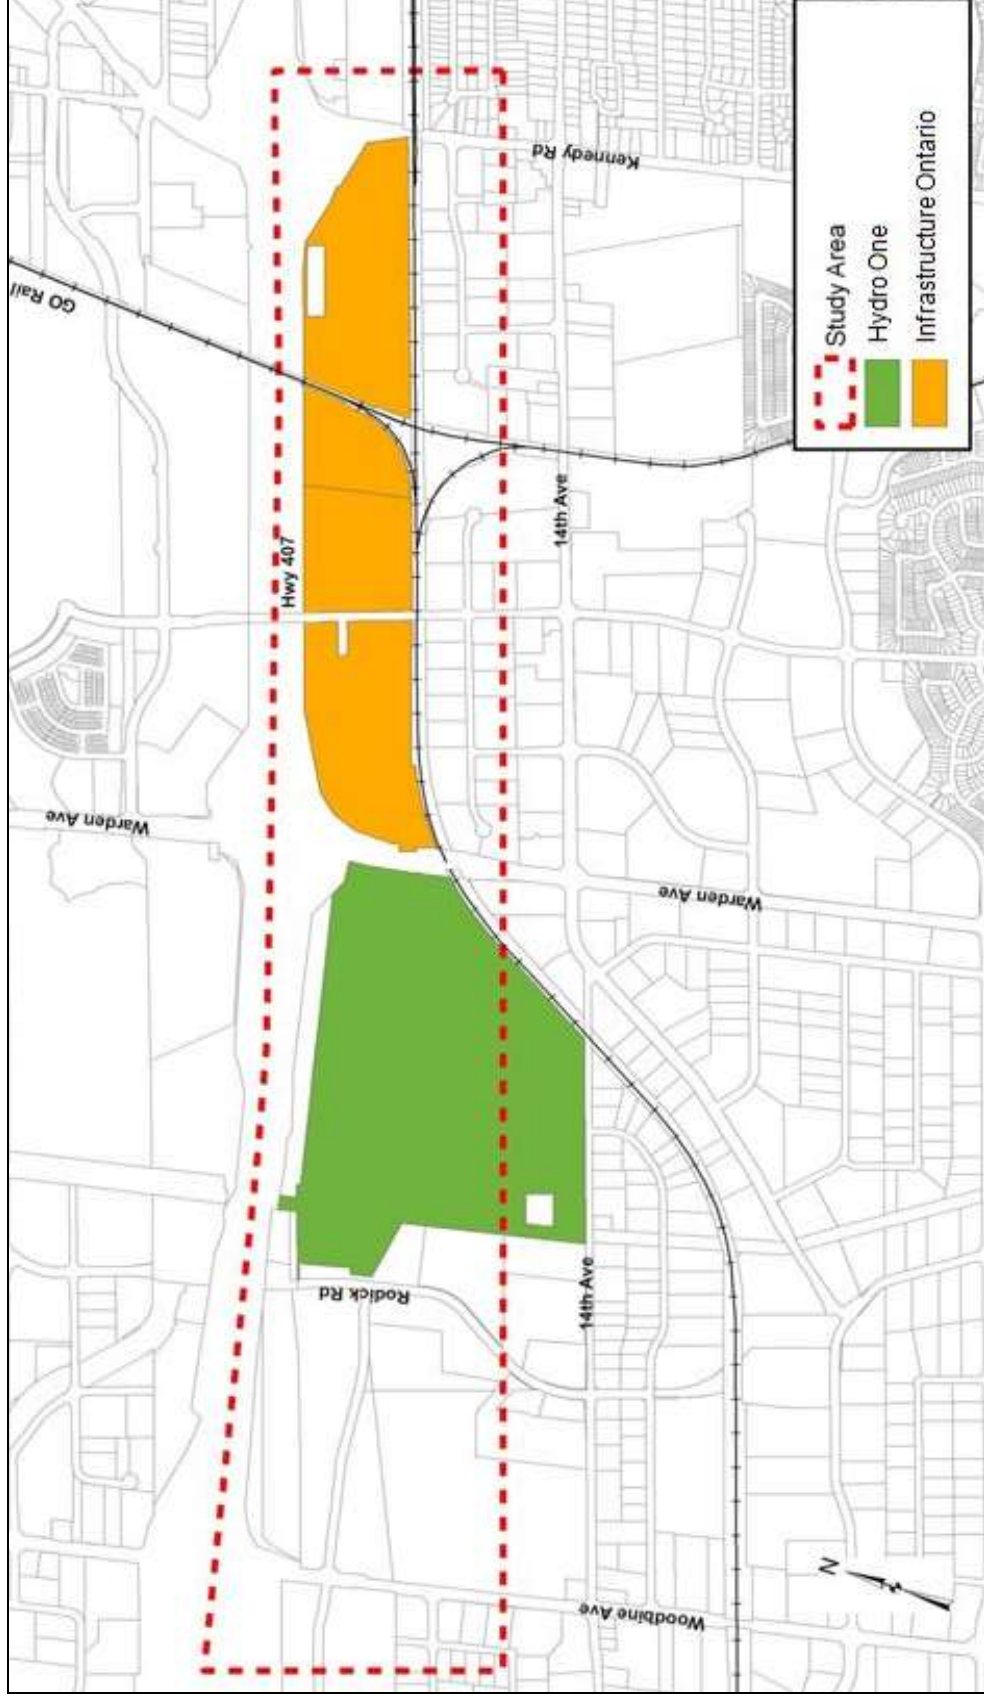 GO Rail
Kennedy Rd
Hwy 407
14th Ave
Warden Ave
Warden Ave
Rodick Rd
14th Ave
Woodbine Ave
N
Study Area
Hydro One
Infrastructure Ontario